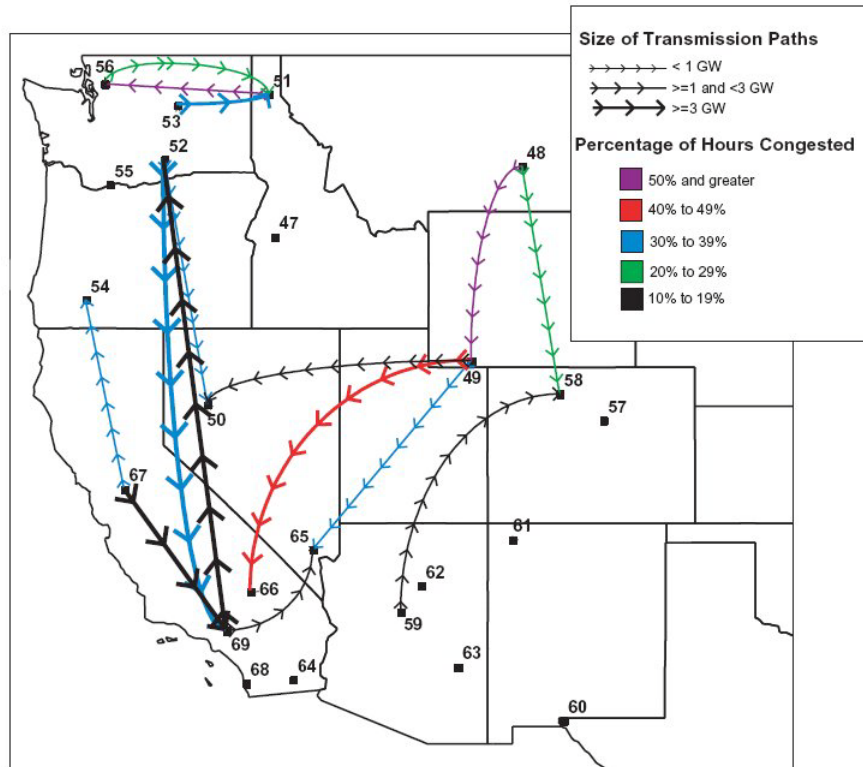 Size of Transmission Paths
< 1 GW
>=1 and <3 GW
>=3 GW
Percentage of Hours Congested
50% and greater
40% to 49%
30% to 39%
20% to 29%
10% to 19%
56
51
53
52
55
48
47
54
49
58
50
57
67
65
61
66
62
59
69
63
68
64
60